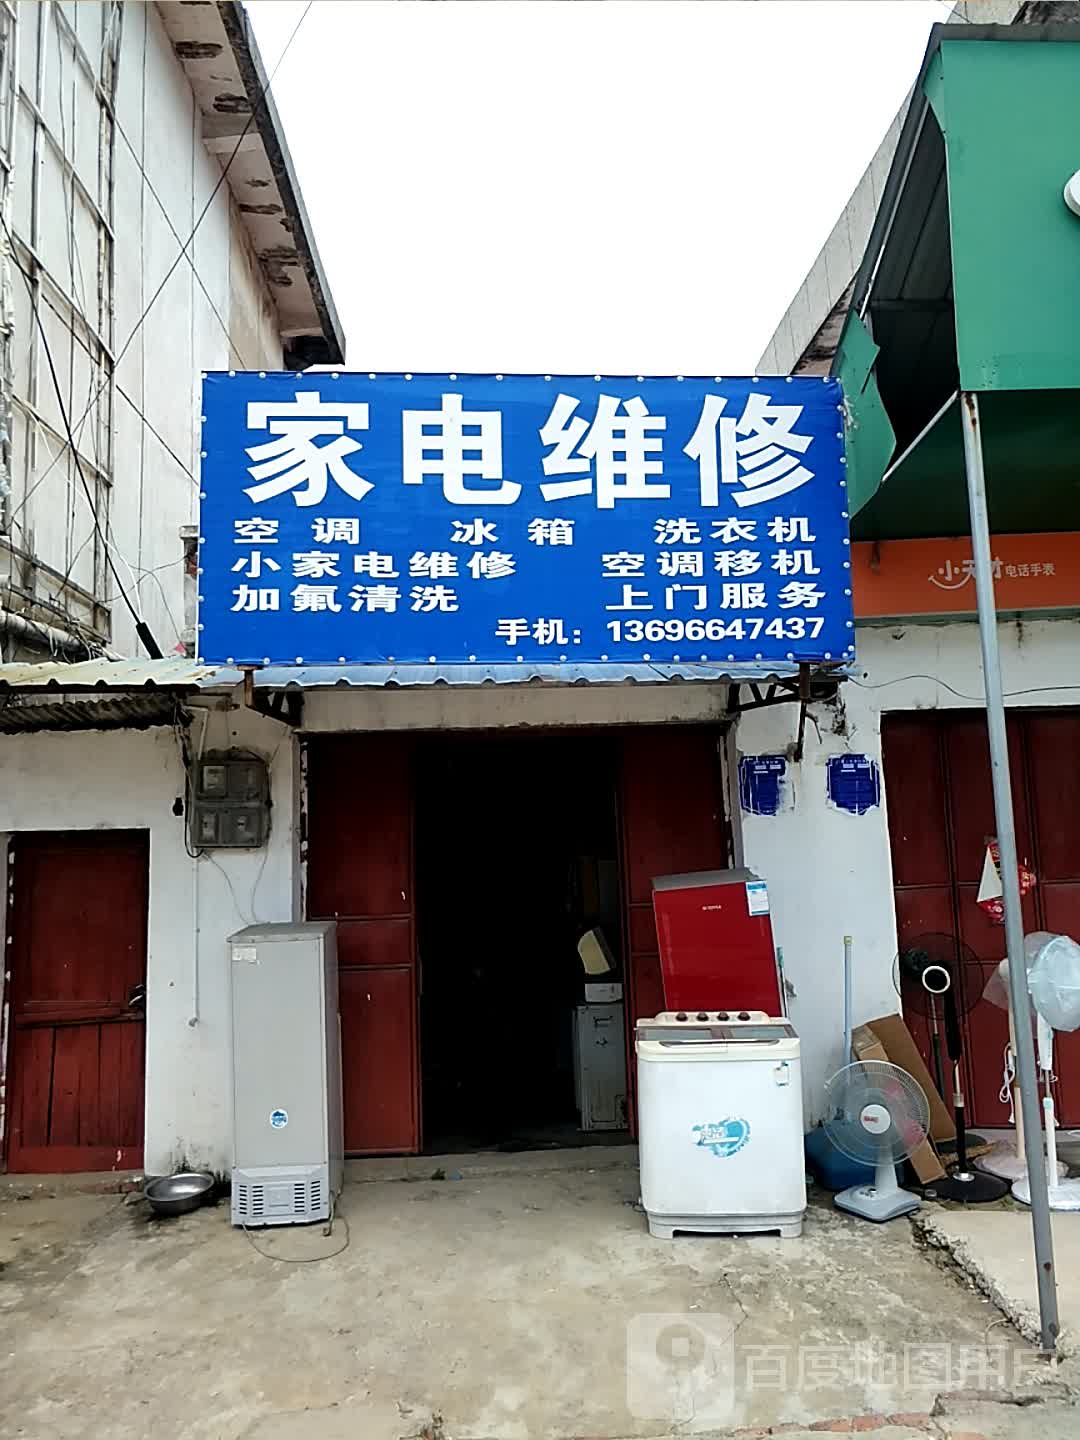 家电维修
空调 冰箱 洗衣机
小家电维修 空调移机
加氟清洗 上门服务
手机：13696647437
小天才电话手表
百度地图用户